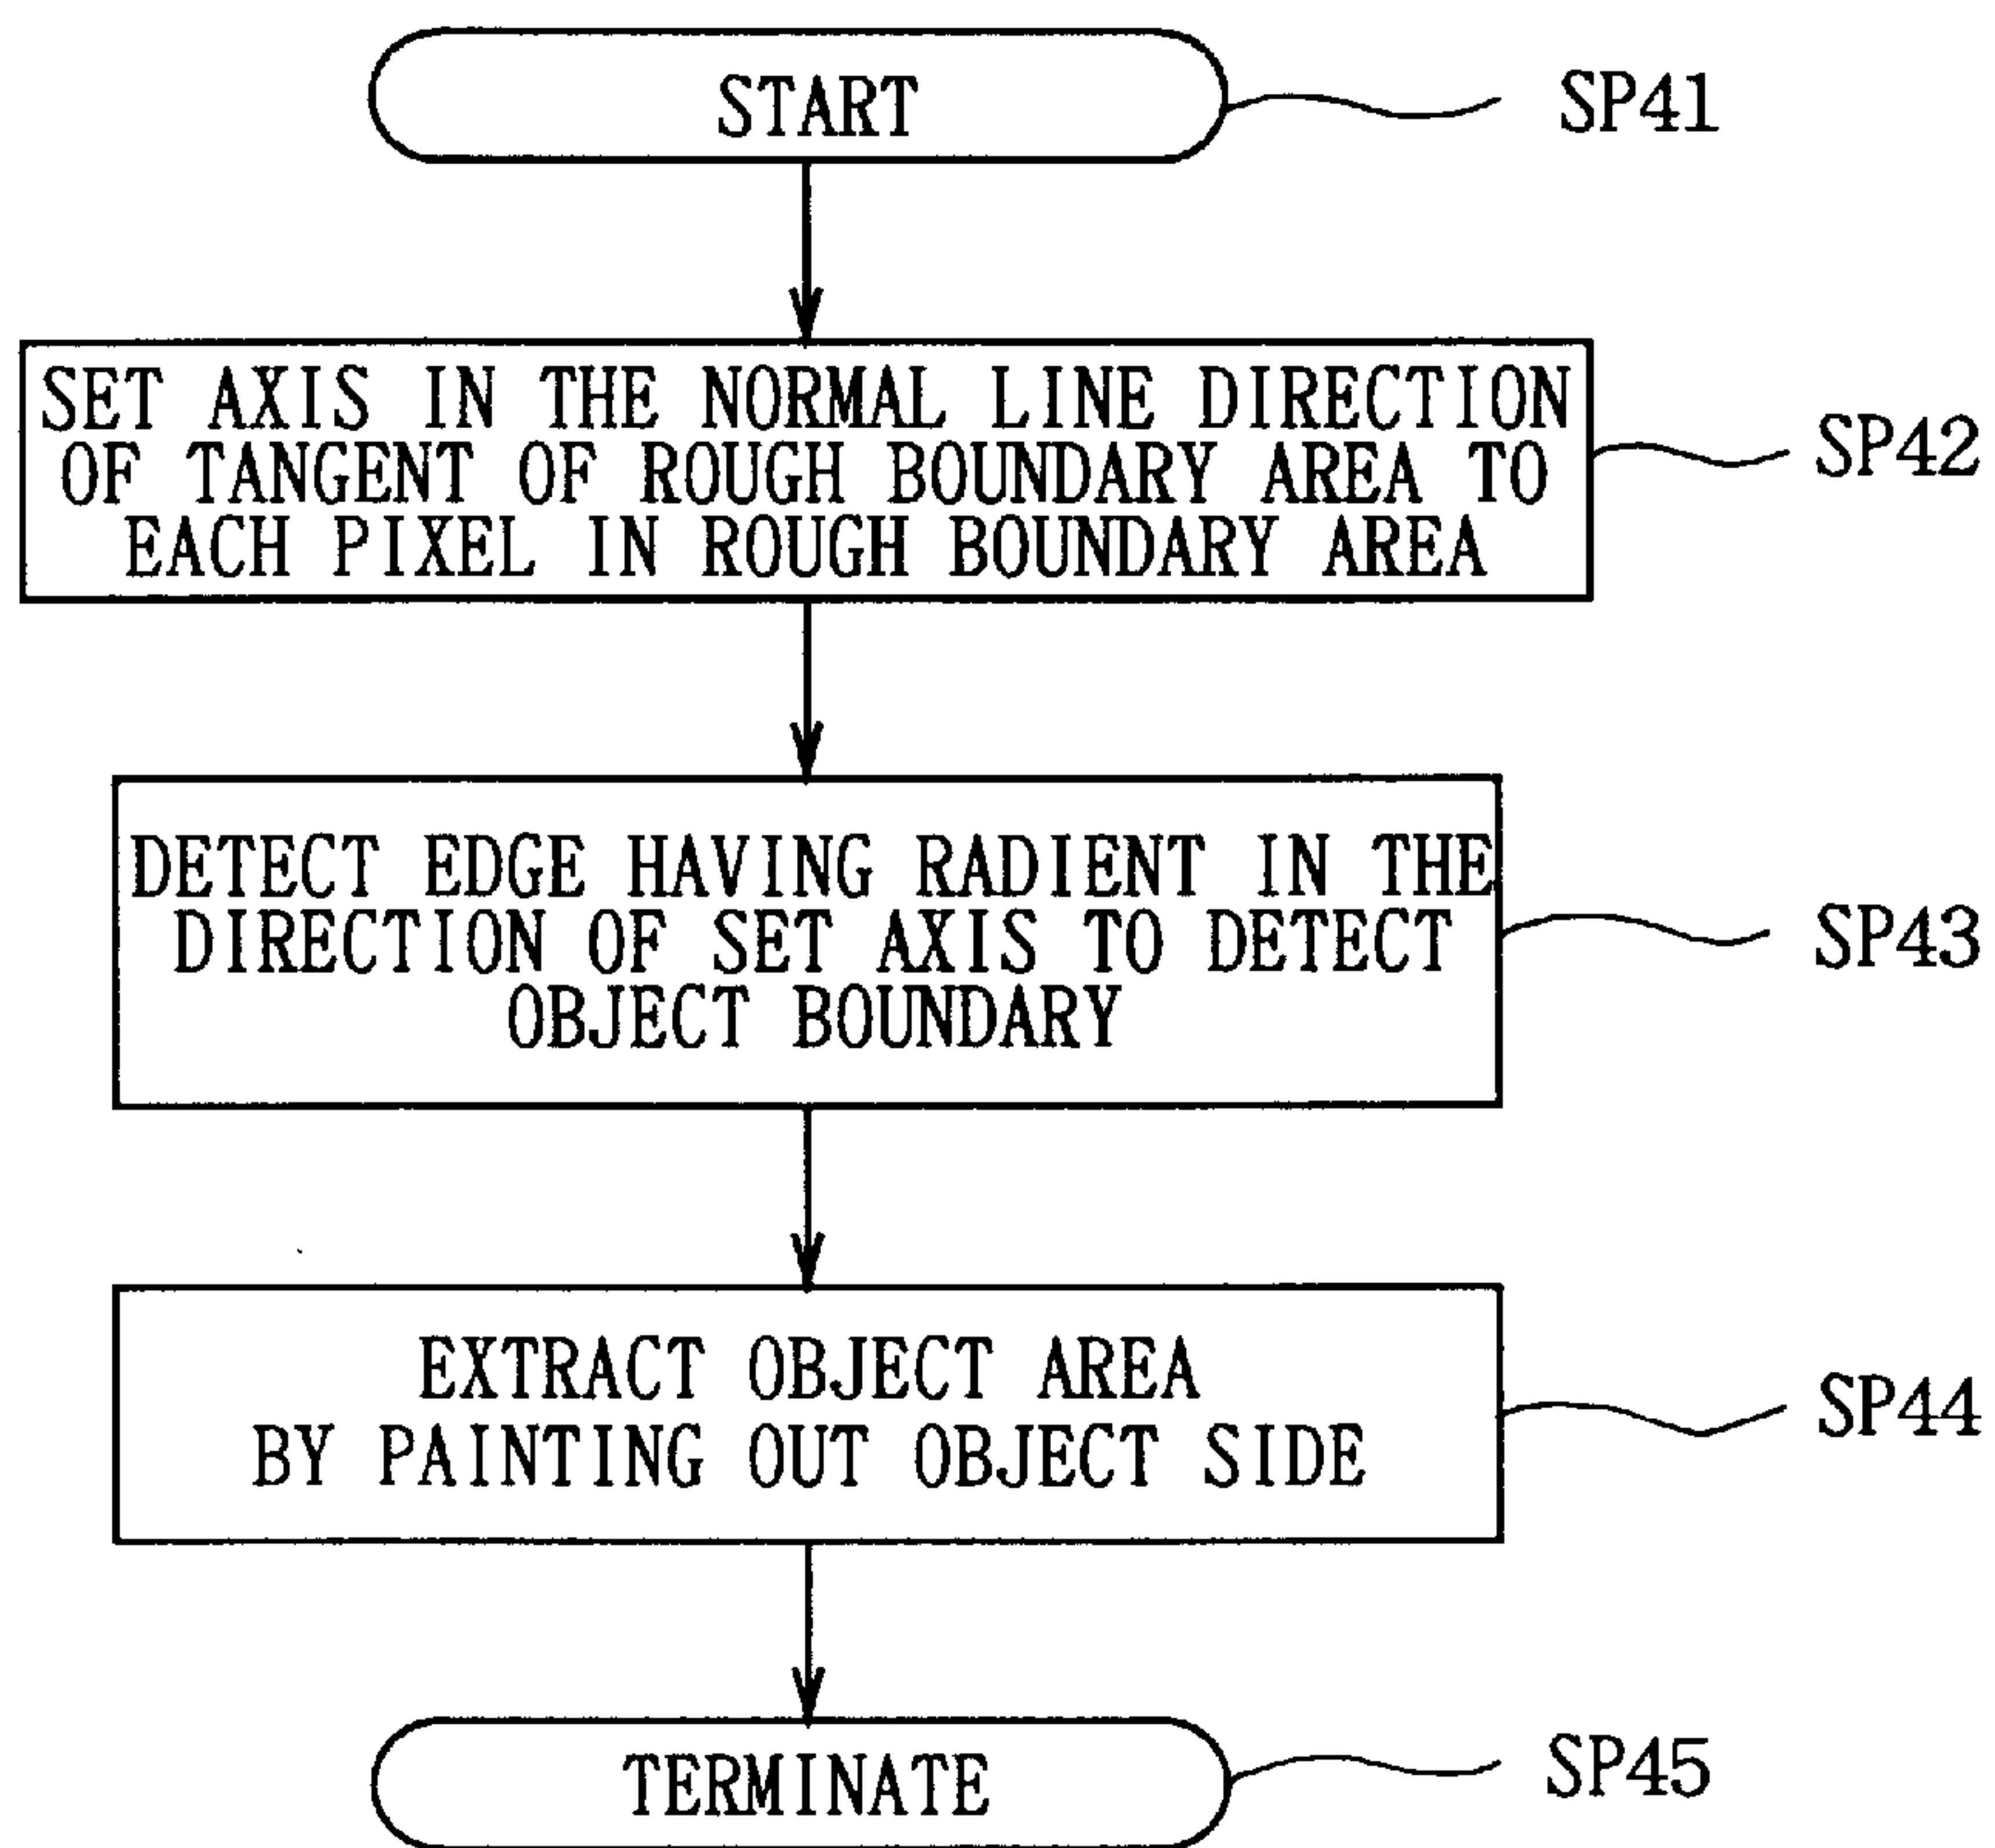 START
SP41
SET AXIS IN THE NORMAL LINE DIRECTION
OF TANGENT OF ROUGH BOUNDARY AREA TO
EACH PIXEL IN ROUGH BOUNDARY AREA
SP42
DETECT EDGE HAVING RADIENT IN THE
DIRECTION OF SET AXIS TO DETECT
OBJECT BOUNDARY
SP43
EXTRACT OBJECT AREA
BY PAINTING OUT OBJECT SIDE
SP44
TERMINATE
SP45